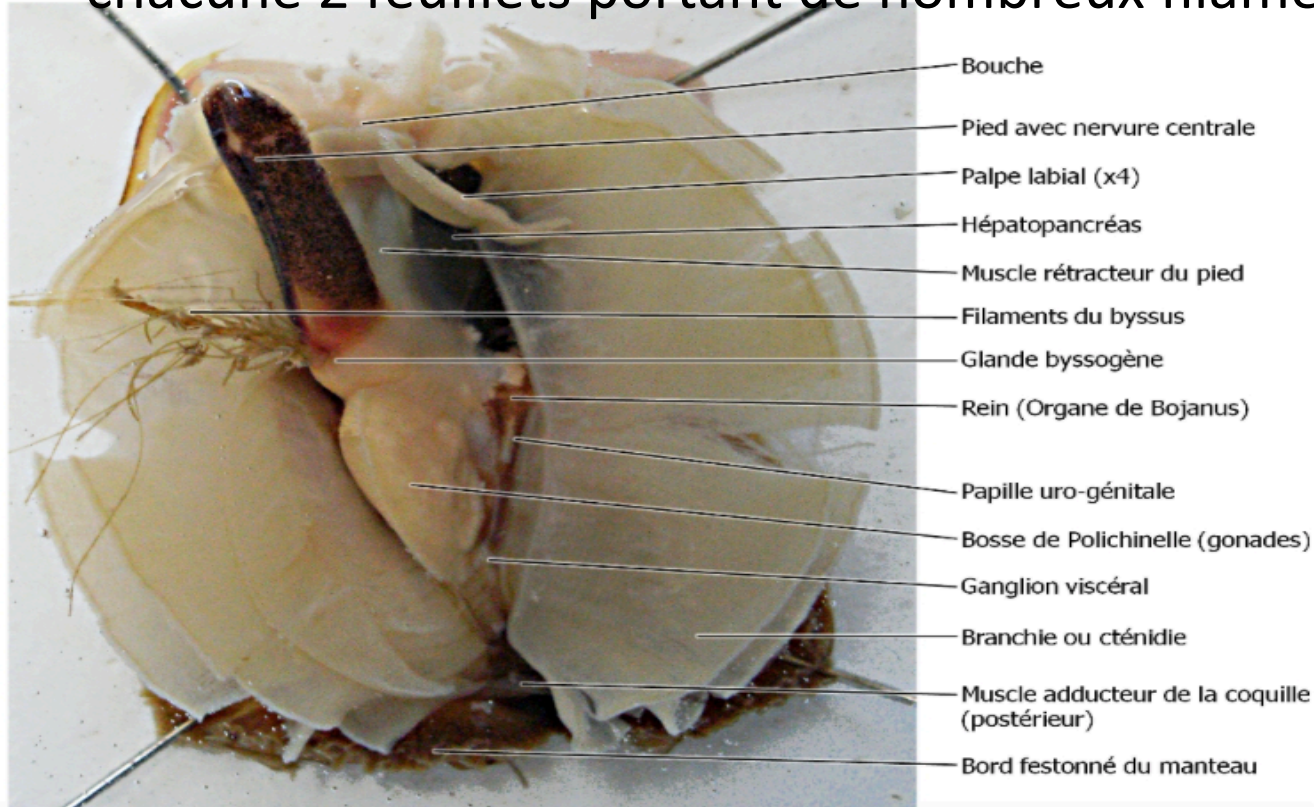 chacune 2 feuillets portant de nombreux
Bouche
Pied avec nervure centrale
Palpe labial (x4)
Hépatopancréas
Muscle rétracteur du pied
Filaments du byssus
Glande byssogène
Rein (Organe de Bojanus)
Papille uro-génitale
Bosse de Polichinelle (gonades)
Ganglion viscéral
Branchie ou cténidie
Muscle adducteur de la coquille
(postérieur)
Bord festonné du manteau